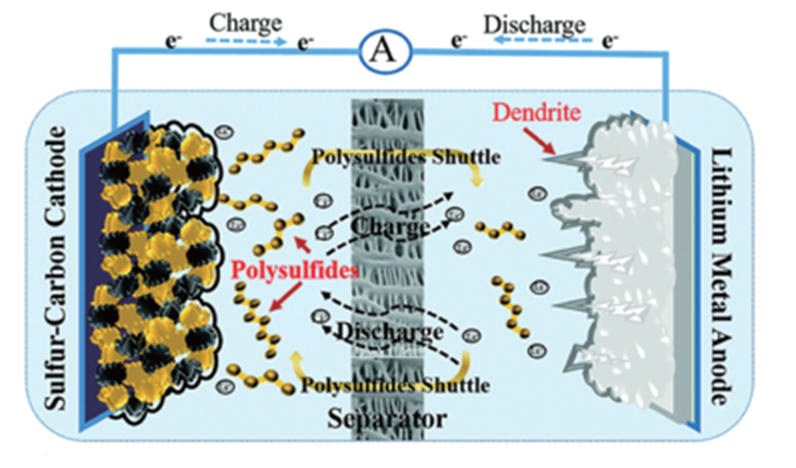 Charge
Discharge
e⁻
e⁻
A
e⁻
e⁻
Dendrite
Polysulfides Shuttle
Sulfur-Carbon Cathode
Charge
Lithium Metal Anode
Polysulfides
Discharge
Polysulfides Shuttle
Separator